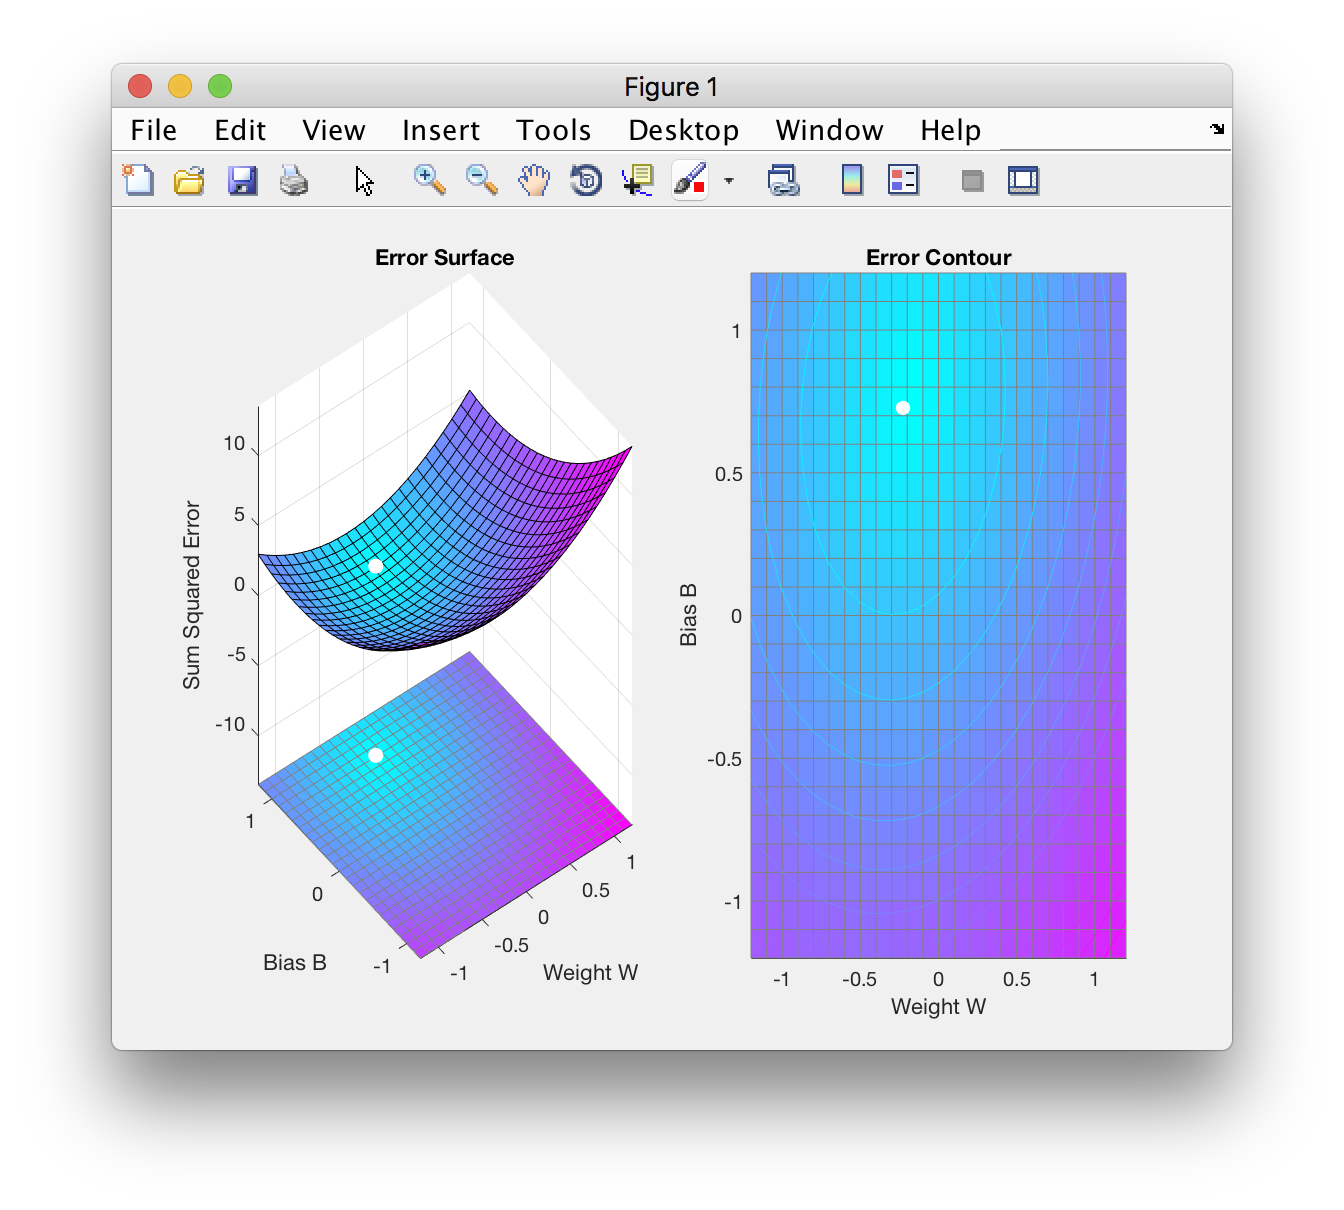 Figure 1
File Edit View Insert Tools Desktop Window Help
Error Surface
10
5
0
-5
-10
Sum Squared Error
1
0
-1
Bias B
-1
-0.5
0
0.5
1
Weight W
Error Contour
1
0.5
0
-0.5
-1
Bias B
-1
-0.5
0
0.5
1
Weight W